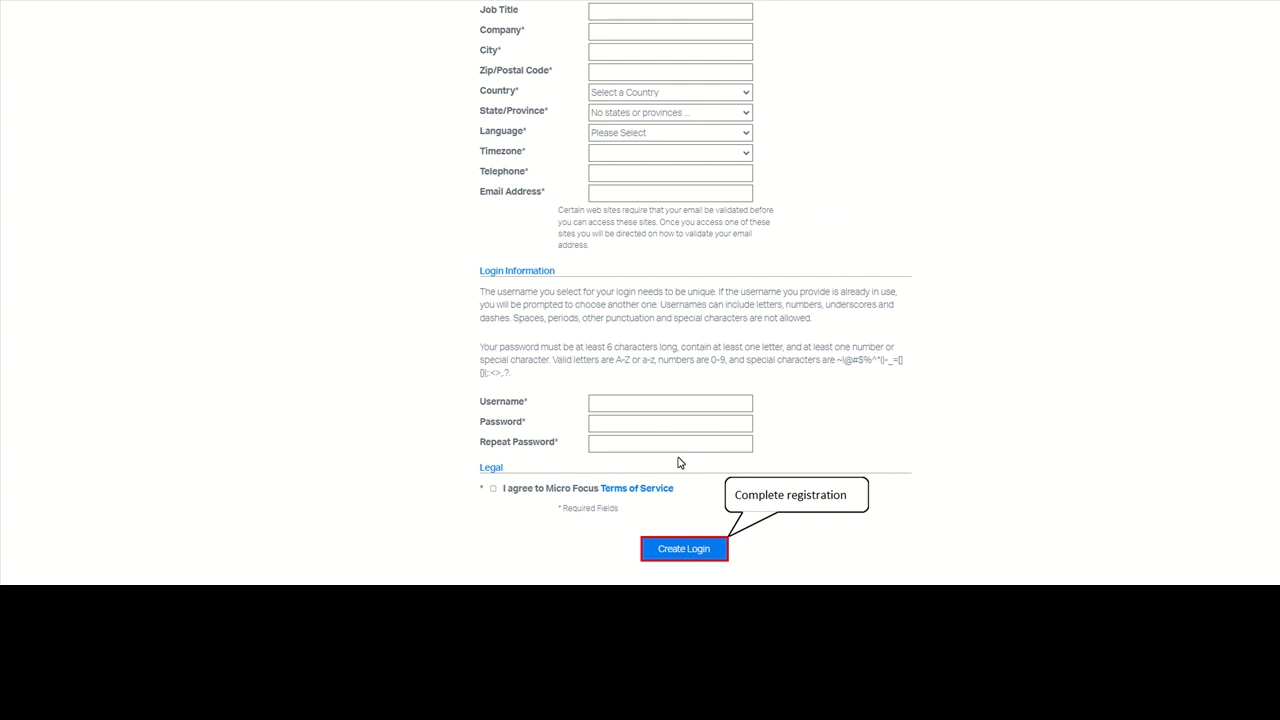 Job Title
Company*
City*
Zip/Postal Code*
Country* Select a Country
State/Province* No states or provinces ...
Language* Please Select
Timezone*
Telephone*
Email Address*
Certain web sites require that your email be validated before
you can access these sites. Once you access one of these
sites you will be directed on how to validate your email
address.
Login Information
The username you select for your login needs to be unique. If the username you provide is already in use,
you will be prompted to choose another one. Usernames can include letters, numbers, underscores and
dashes. Spaces, periods, other punctuation and special characters are not allowed.
Your password must be at least 6 characters long, contain at least one letter, and at least one number or
special character. Valid letters are A-Z or a-z, numbers are 0-9, and special characters are
Username*
Password*
Repeat Password*
Legal
* I agree to Micro Focus Terms of Service
Complete registration
* Required Fields
Create Login